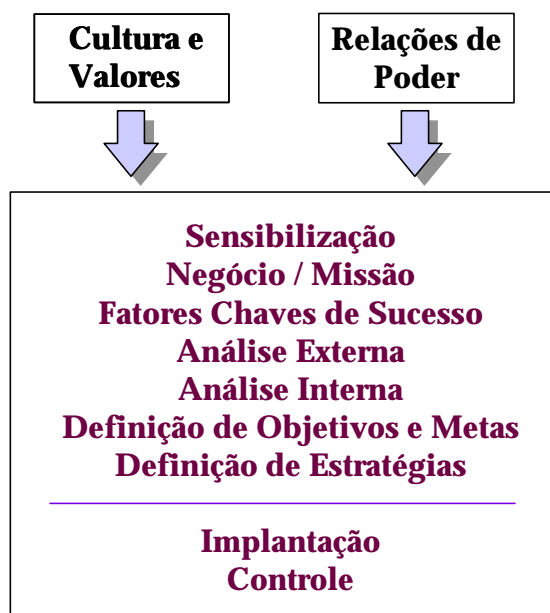 Cultura e
Valores
Relações de
Poder
Sensibilização
Negócio / Missão
Fatores Chaves de Sucesso
Análise Externa
Análise Interna
Definição de Objetivos e Metas
Definição de Estratégias
Implantação
Controle